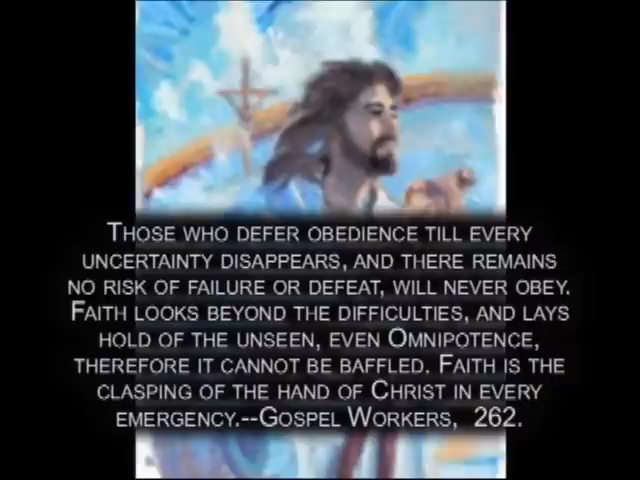 THOSE WHO DEFER OBEDIENCE TILL EVERY
UNCERTAINTY DISAPPEARS, AND THERE REMAINS
NO RISK OF FAILURE OR DEFEAT, WILL NEVER OBEY.
FAITH LOOKS BEYOND THE DIFFICULTIES, AND LAYS
HOLD OF THE UNSEEN, EVEN OMNIPOTENCE,
THEREFORE IT CANNOT BE BAFFLED. FAITH IS THE
CLASPING OF THE HAND OF CHRIST IN EVERY
EMERGENCY.--GOSPEL WORKERS, 262.